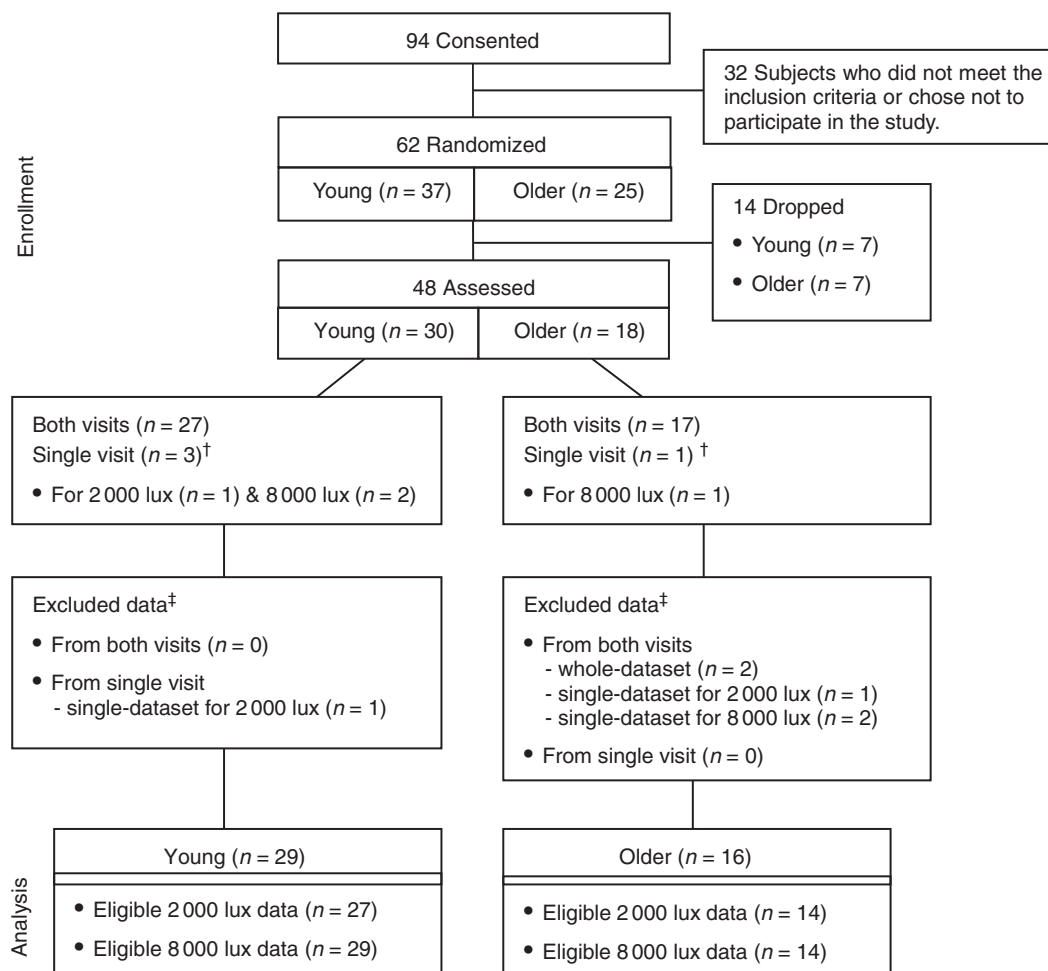 94 Consented
32 Subjects who did not meet the
inclusion criteria or chose not to
participate in the study.
Enrollment
62 Randomized
Young (n = 37)
Older (n = 25)
14 Dropped
• Young (n = 7)
• Older (n = 7)
48 Assessed
Young (n = 30)
Older (n = 18)
Both visits (n = 27)
Single visit (n = 3)†
• For 2 000 lux (n = 1) & 8 000 lux (n = 2)
Both visits (n = 17)
Single visit (n = 1) †
• For 8 000 lux (n = 1)
Excluded data‡
• From both visits (n = 0)
• From single visit
- single-dataset for 2 000 lux (n = 1)
Excluded data‡
• From both visits
- whole-dataset (n = 2)
- single-dataset for 2 000 lux (n = 1)
- single-dataset for 8 000 lux (n = 2)
• From single visit (n = 0)
Analysis
Young (n = 29)
• Eligible 2 000 lux data (n = 27)
• Eligible 8 000 lux data (n = 29)
Older (n = 16)
• Eligible 2 000 lux data (n = 14)
• Eligible 8 000 lux data (n = 14)